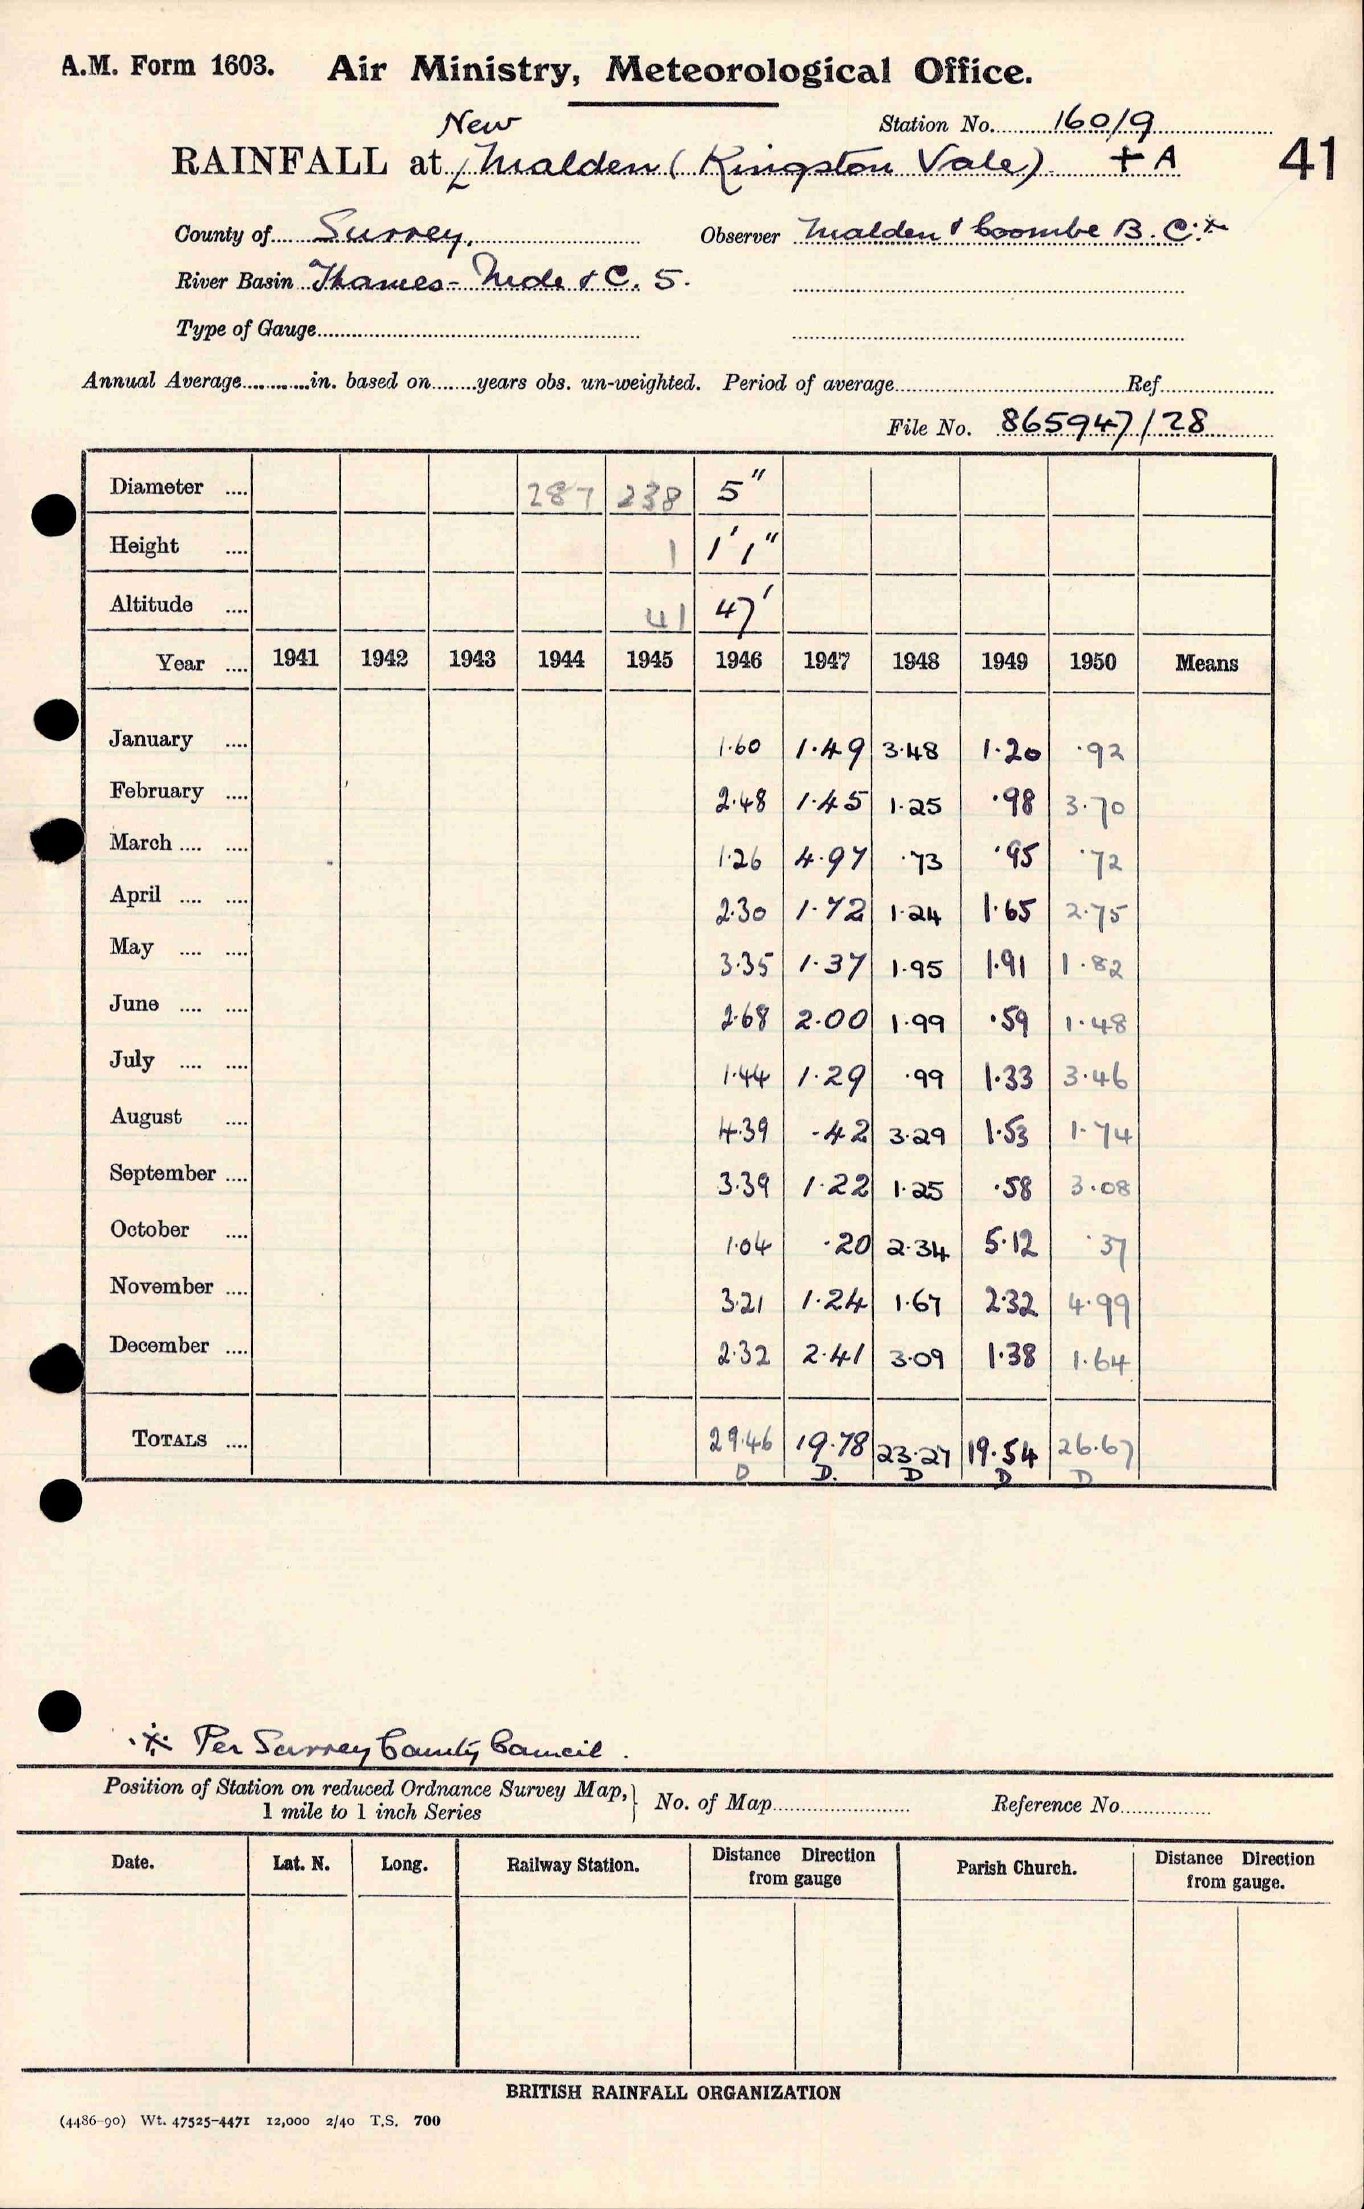 A.M. Form 1603. Air Ministry, Meteorological Office.
New
Station No. 160/9
RAINFALL at Malden (Kingston Vale) + A
41
County of Surrey. Observer Malden & Coombe B.C.*
River Basin Thames - Mole & C. 5.
Type of Gauge
Annual Average in. based on years obs. un-weighted. Period of average Ref
File No. 865947/28
Diameter .... 287 238 5"
Height .... 1 1' 1"
Altitude .... 41 47'
Year .... 1941 1942 1943 1944 1945 1946 1947 1948 1949 1950 Means
January .... 1.60 1.49 3.48 1.20 .92
February .... 2.48 1.45 1.25 .98 3.70
March .... .... 1.26 4.97 .73 .95 .72
April .... .... 2.30 1.72 1.24 1.65 2.75
May .... .... 3.35 1.37 1.95 1.91 1.82
June .... .... 2.68 2.00 1.99 .59 1.48
July .... .... 1.44 1.29 .99 1.33 3.46
August .... 4.39 .42 3.29 1.53 1.74
September .... 3.39 1.22 1.25 .58 3.08
October .... 1.04 .20 2.34 5.12 .37
November .... 3.21 1.24 1.67 2.32 4.99
December .... 2.32 2.41 3.09 1.38 1.64
TOTALS .... 29.46 19.78 23.27 19.54 26.67
D D. D D D
* Per Surrey County Council.
Position of Station on reduced Ordnance Survey Map, 1 mile to 1 inch Series } No. of Map Reference No.
Date. Lat. N. Long. Railway Station. Distance Direction from gauge Parish Church. Distance Direction from gauge.
BRITISH RAINFALL ORGANIZATION
(4486-90) Wt. 47525-4471 12,000 2/40 T.S. 700